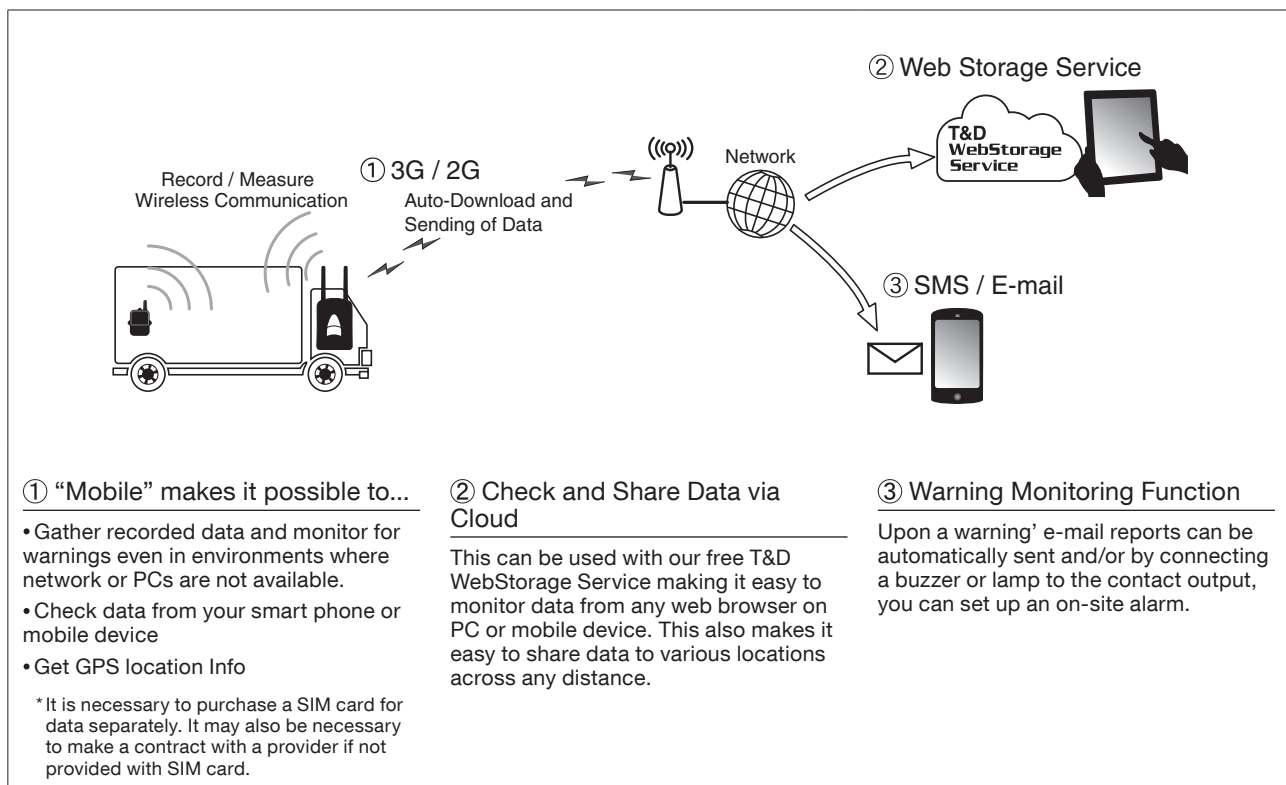 ② Web Storage Service
T&D
WebStorage
Service
Network
① 3G / 2G
Auto-Download and
Sending of Data
Record / Measure
Wireless Communication
③ SMS / E-mail
① “Mobile” makes it possible to...
• Gather recorded data and monitor for
warnings even in environments where
network or PCs are not available.
• Check data from your smart phone or
mobile device
• Get GPS location Info
* It is necessary to purchase a SIM card for
data separately. It may also be necessary
to make a contract with a provider if not
provided with SIM card.
② Check and Share Data via
Cloud
This can be used with our free T&D
WebStorage Service making it easy to
monitor data from any web browser on
PC or mobile device. This also makes it
easy to share data to various locations
across any distance.
③ Warning Monitoring Function
Upon a warning’ e-mail reports can be
automatically sent and/or by connecting
a buzzer or lamp to the contact output,
you can set up an on-site alarm.